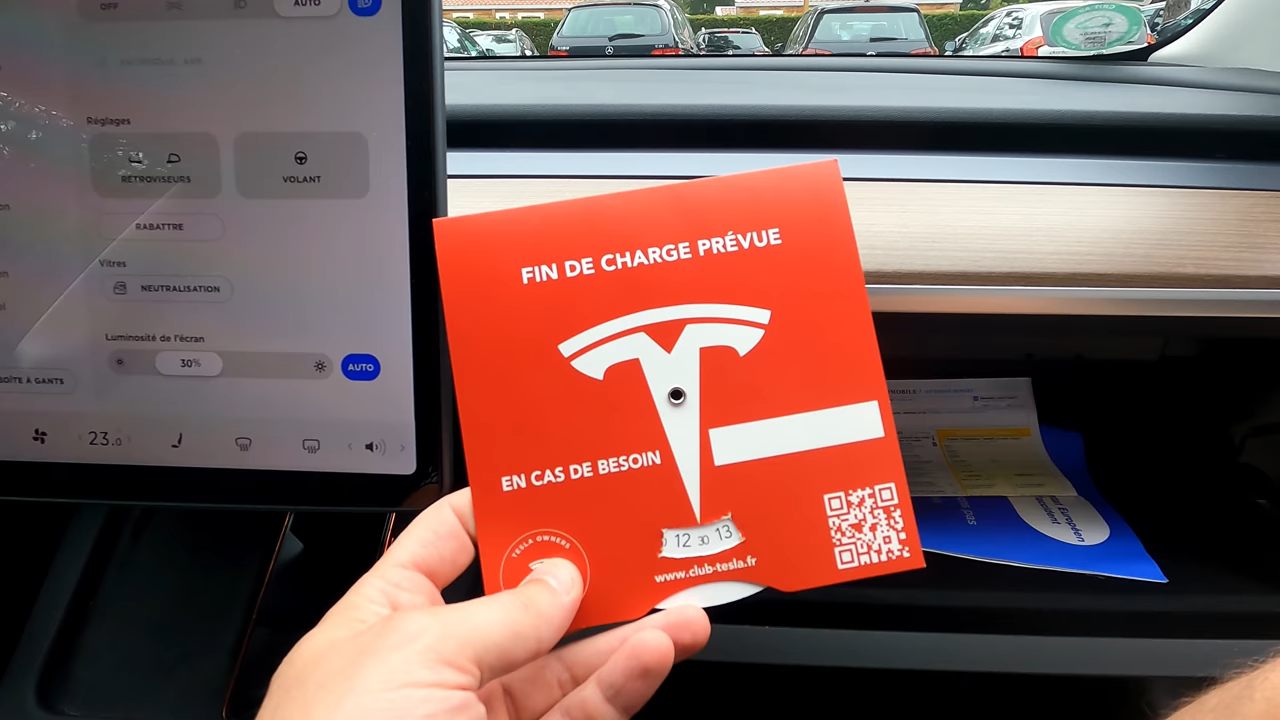 OFF
AUTO
Réglages
RÉTROVISEURS
VOLANT
RABATTRE
Vitres
NEUTRALISATION
Luminosité de l'écran
30%
AUTO
BOÎTE À GANTS
23.0
FIN DE CHARGE PRÉVUE
EN CAS DE BESOIN
TESLA OWNERS
12 30 13
www.club-tesla.fr
Européen